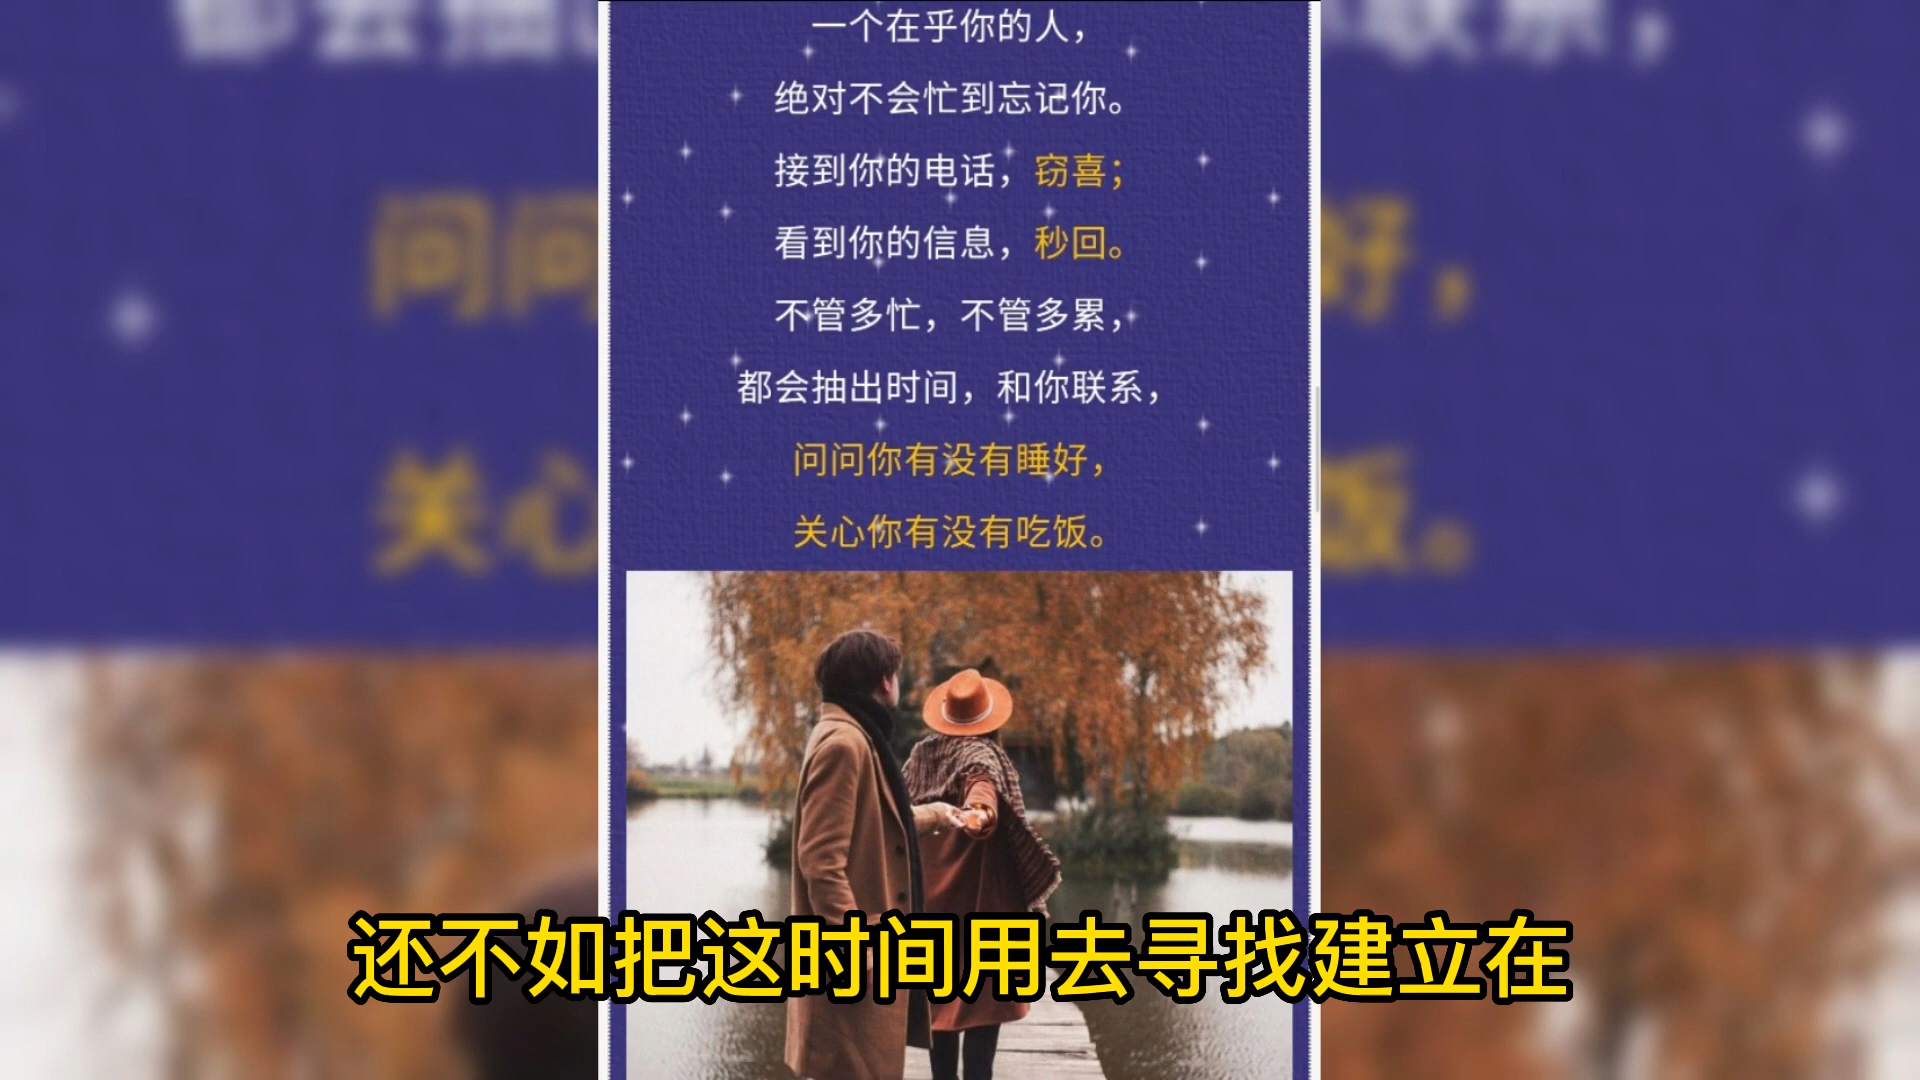 一个在乎你的人，
绝对不会忙到忘记你。
接到你的电话，窃喜；
看到你的信息，秒回。
不管多忙，不管多累，
都会抽出时间，和你联系，
问问你有没有睡好，
关心你有没有吃饭。
还不如把这时间用去寻找建立在